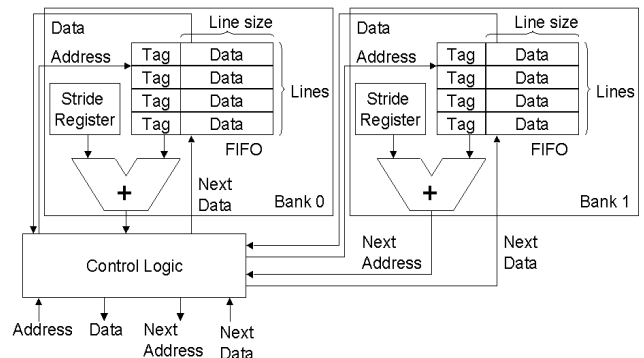 Data
Line size
Address
Tag Data
Tag Data
Tag Data
Tag Data
Lines
Stride
Register
FIFO
+
Next
Data
Bank 0
Data
Line size
Address
Tag Data
Tag Data
Tag Data
Tag Data
Lines
Stride
Register
FIFO
+
Bank 1
Next
Address
Next
Data
Control Logic
Address
Data
Next
Address
Next
Data